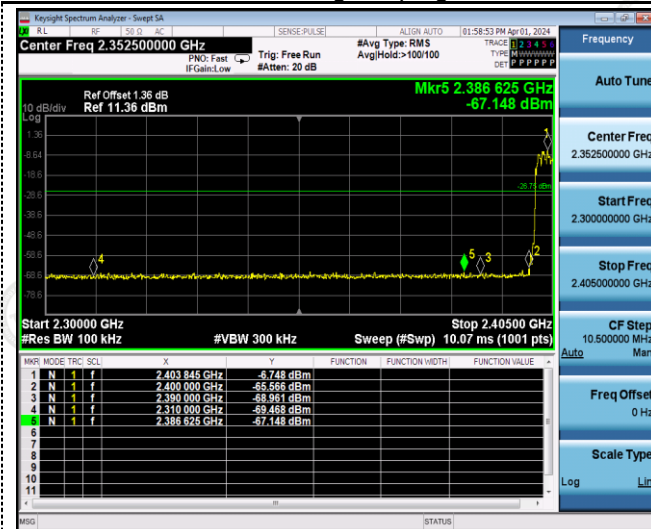 Keysight Spectrum Analyzer - Swept SA
RL RF 50 Ω AC SENSE:PULSE ALIGN AUTO 01:58:53 PM Apr 01, 2024
Center Freq 2.352500000 GHz
PNO: Fast
IFGain:Low
Trig: Free Run
#Atten: 20 dB
#Avg Type: RMS
Avg|Hold:>100/100
TRACE 1 2 3 4 5 6
TYPE M W W W W W
DET P P P P P P
Ref Offset 1.36 dB
10 dB/div Ref 11.36 dBm
Mkr5 2.386 625 GHz
-67.148 dBm
Log
1.36
-8.64
-18.6
-28.6
-38.6
-48.6
-58.6
-68.6
-78.6
1
-26.75 dBm
4
5
3
2
Start 2.30000 GHz Stop 2.40500 GHz
#Res BW 100 kHz #VBW 300 kHz Sweep (#Swp) 10.07 ms (1001 pts)
MKR MODE TRC SCL X Y FUNCTION FUNCTION WIDTH FUNCTION VALUE
1 N 1 f 2.403 845 GHz -6.748 dBm
2 N 1 f 2.400 000 GHz -65.566 dBm
3 N 1 f 2.390 000 GHz -68.961 dBm
4 N 1 f 2.310 000 GHz -69.468 dBm
5 N 1 f 2.386 625 GHz -67.148 dBm
6
7
8
9
10
11
MSG STATUS
Frequency
Auto Tune
Center Freq
2.352500000 GHz
Start Freq
2.300000000 GHz
Stop Freq
2.405000000 GHz
CF Step
10.500000 MHz
Auto Man
Freq Offset
0 Hz
Scale Type
Log Lin